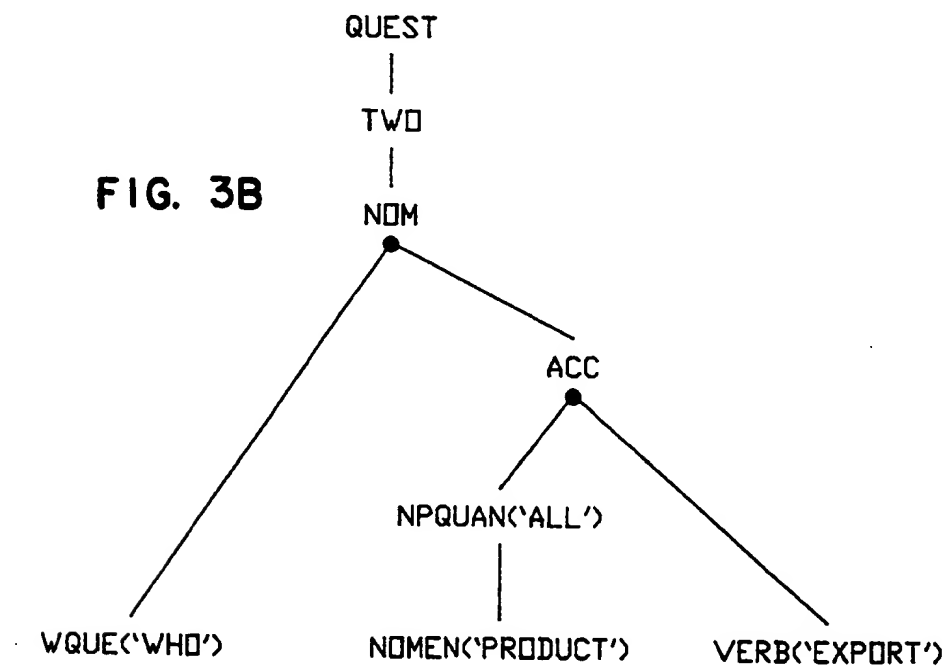 QUEST
TWO
FIG. 3B
NOM
ACC
NPQUAN('ALL')
WQUE('WHO')
NOMEN('PRODUCT')
VERB('EXPORT')